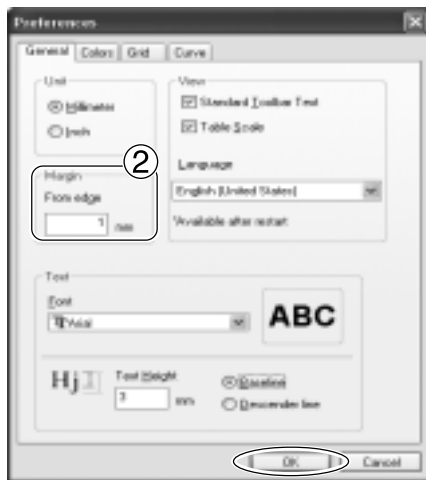 Preferences
General Colors Grid Curve
Unit
Millimeter
Inch
View
Standard Toolbar Text
Table Scale
Language
English (United States)
*Available after restart
2
Margin
From edge
1 mm
Text
Font
Arial
ABC
Hj
Text Height
3 mm
Baseline
Descender line
OK Cancel